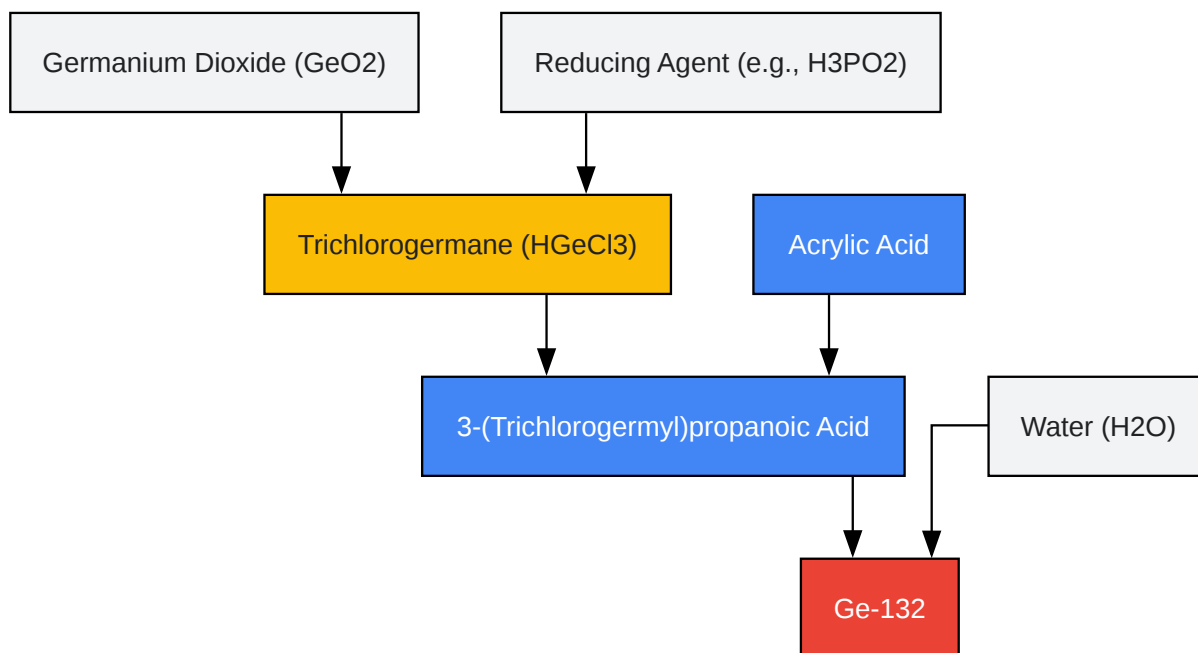 Germanium Dioxide (GeO2)
Reducing Agent (e.g., H3PO2)
Trichlorogermane (HGeCl3)
Acrylic Acid
3-(Trichlorogermyl)propanoic Acid
Water (H2O)
Ge-132